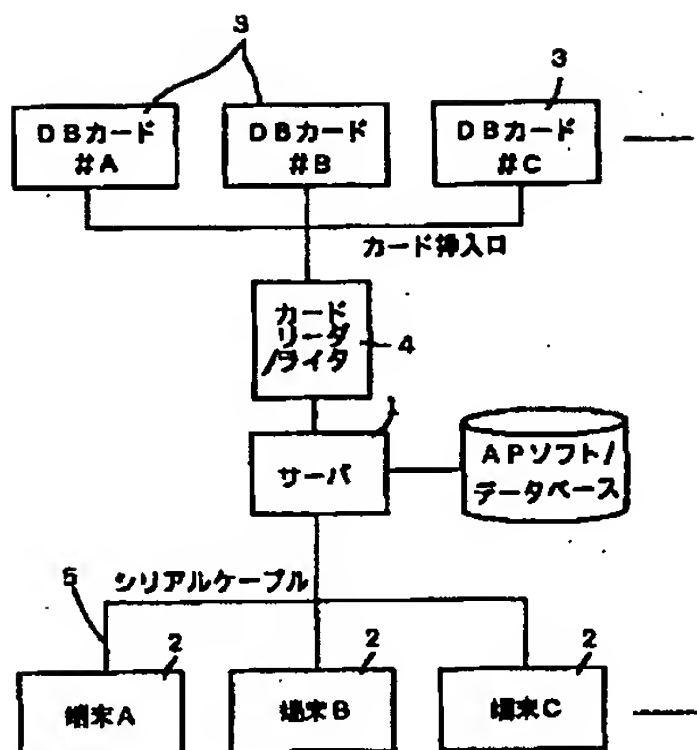 3
3
DBカード
#A
DBカード
#B
DBカード
#C
カード挿入口
カード
リーダ
/ライタ
4
1
サーバ
APソフト/
データベース
5
シリアルケーブル
2
2
2
端末A
端末B
端末C